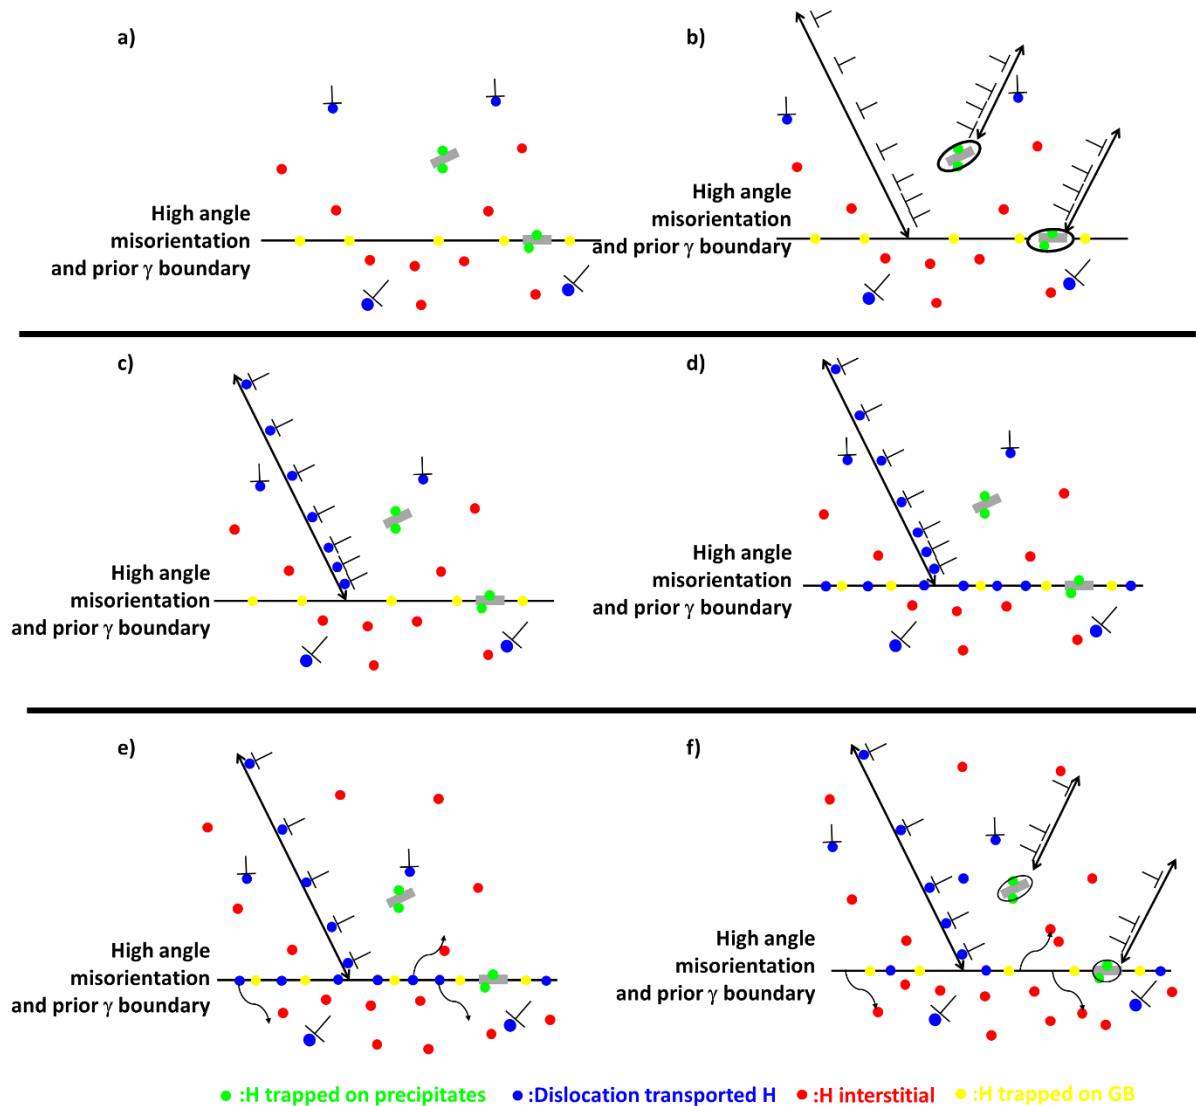 a)
b)
High angle
misorientation
and prior γ boundary
High angle
misorientation
and prior γ boundary
c)
d)
High angle
misorientation
and prior γ boundary
High angle
misorientation
and prior γ boundary
e)
f)
High angle
misorientation
and prior γ boundary
High angle
misorientation
and prior γ boundary
:H trapped on precipitates :Dislocation transported H :H interstitial :H trapped on GB